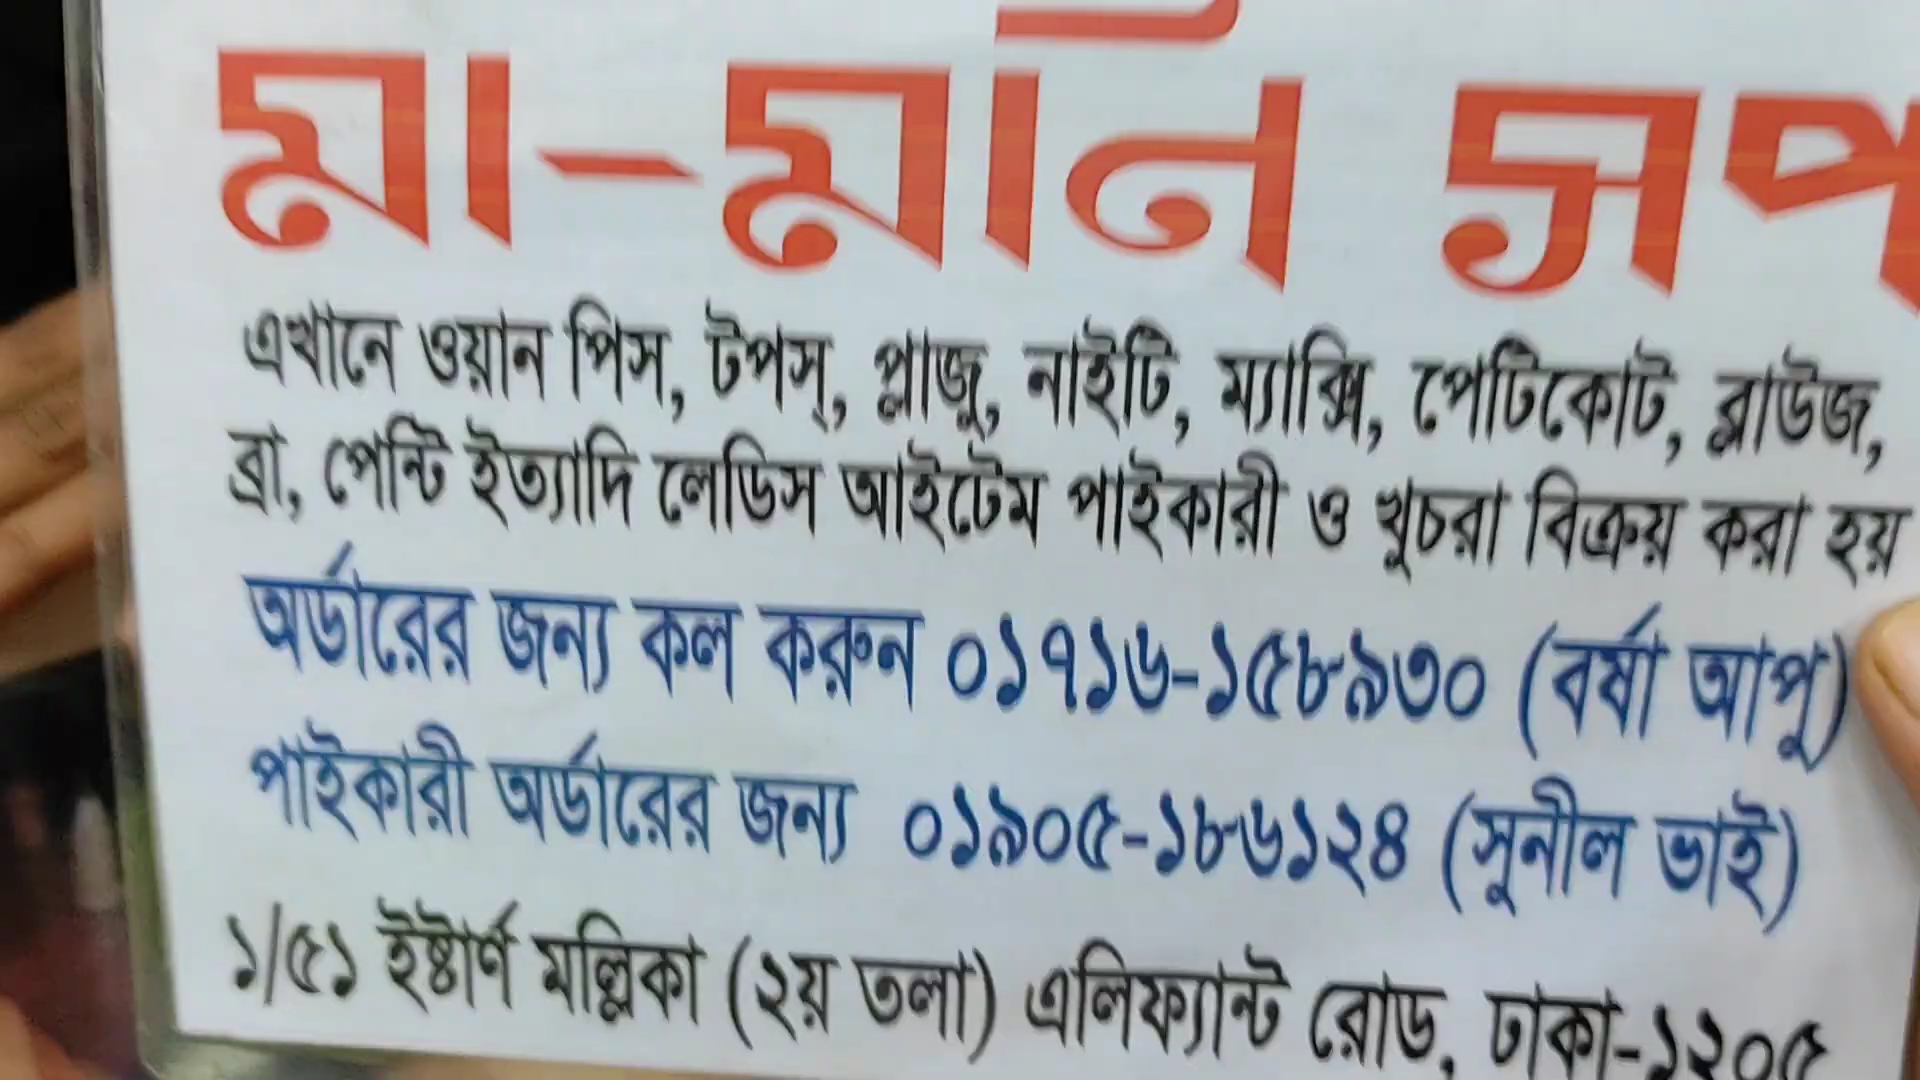 মা-মনি সপ
এখানে ওয়ান পিস, টপস্, প্লাজু, নাইটি, ম্যাক্সি, পেটিকোট, ব্লাউজ,
ব্রা, পেন্টি ইত্যাদি লেডিস আইটেম পাইকারী ও খুচরা বিক্রয় করা হয়
অর্ডারের জন্য কল করুন ০১৭১৬-১৫৮৯৩০ (বর্ষা আপু)
পাইকারী অর্ডারের জন্য ০১৯০৫-১৮৬১২৪ (সুনীল ভাই)
১/৫১ ইষ্টার্ণ মল্লিকা (২য় তলা) এলিফ্যান্ট রোড, ঢাকা-১২০৫